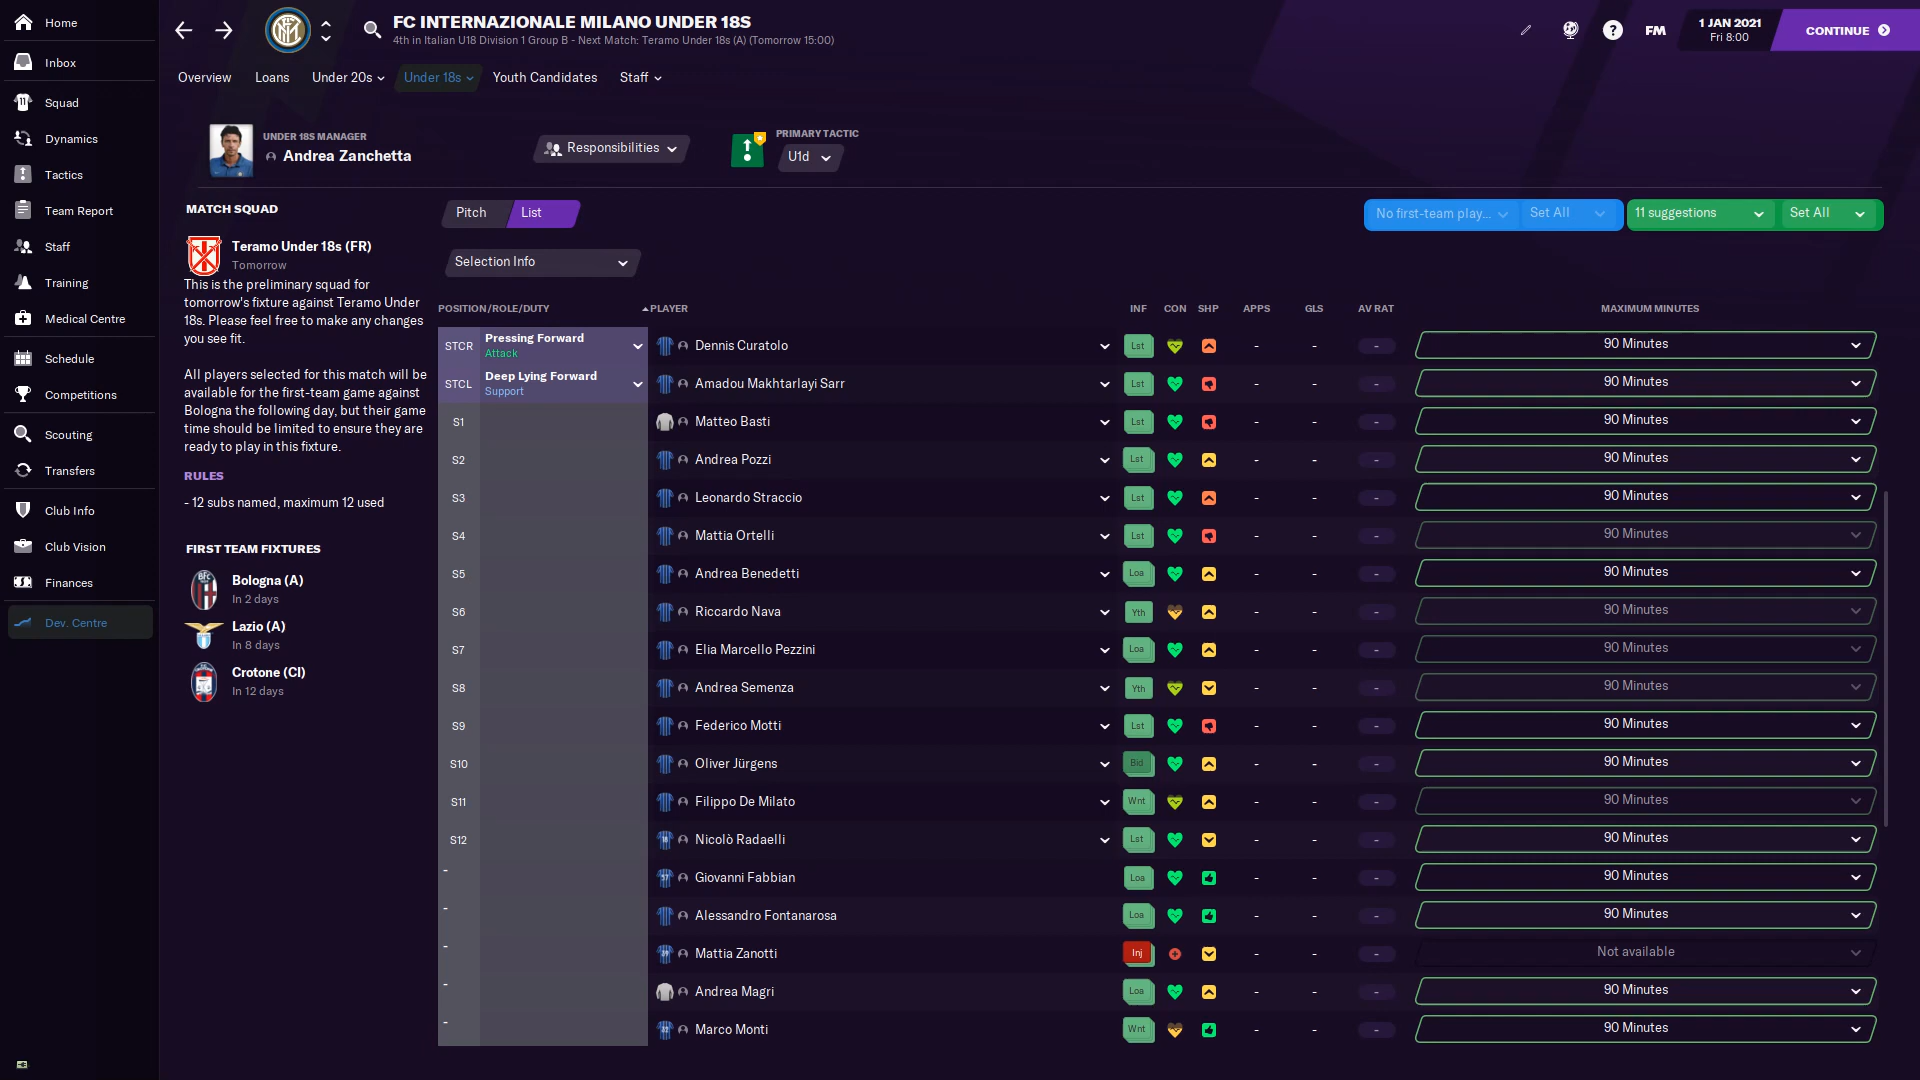 Home
Inbox
Squad
Dynamics
Tactics
Team Report
Staff
Training
Medical Centre
Schedule
Competitions
Scouting
Transfers
Club Info
Club Vision
Finances
Dev. Centre
FC INTERNAZIONALE MILANO UNDER 18S
4th in Italian U18 Division 1 Group B - Next Match: Teramo Under 18s (A) (Tomorrow 15:00)
FM
1 JAN 2021
Fri 8:00
CONTINUE
Overview Loans Under 20s Under 18s Youth Candidates Staff
UNDER 18S MANAGER
Andrea Zanchetta
Responsibilities
PRIMARY TACTIC
U1d
MATCH SQUAD
Teramo Under 18s (FR)
Tomorrow
This is the preliminary squad for
tomorrow's fixture against Teramo Under
18s. Please feel free to make any changes
you see fit.
All players selected for this match will be
available for the first-team game against
Bologna the following day, but their game
time should be limited to ensure they are
ready to play in this fixture.
RULES
- 12 subs named, maximum 12 used
FIRST TEAM FIXTURES
Bologna (A)
In 2 days
Lazio (A)
In 8 days
Crotone (CI)
In 12 days
Pitch List
No first-team play... Set All 11 suggestions Set All
Selection Info
POSITION/ROLE/DUTY PLAYER INF CON SHP APPS GLS AV RAT MAXIMUM MINUTES
STCR Pressing Forward Attack Dennis Curatolo Lst - - - 90 Minutes
STCL Deep Lying Forward Support Amadou Makhtarlayi Sarr Lst - - - 90 Minutes
S1 Matteo Basti Lst - - - 90 Minutes
S2 Andrea Pozzi Lst - - - 90 Minutes
S3 Leonardo Straccio Lst - - - 90 Minutes
S4 Mattia Ortelli Lst - - - 90 Minutes
S5 Andrea Benedetti Loa - - - 90 Minutes
S6 Riccardo Nava Yth - - - 90 Minutes
S7 Elia Marcello Pezzini Loa - - - 90 Minutes
S8 Andrea Semenza Yth - - - 90 Minutes
S9 Federico Motti Lst - - - 90 Minutes
S10 Oliver Jürgens Bid - - - 90 Minutes
S11 Filippo De Milato Wnt - - - 90 Minutes
S12 Nicolò Radaelli Lst - - - 90 Minutes
- Giovanni Fabbian Loa - - - 90 Minutes
- Alessandro Fontanarosa Loa - - - 90 Minutes
- Mattia Zanotti Inj - - - Not available
- Andrea Magri Loa - - - 90 Minutes
- Marco Monti Wnt - - - 90 Minutes